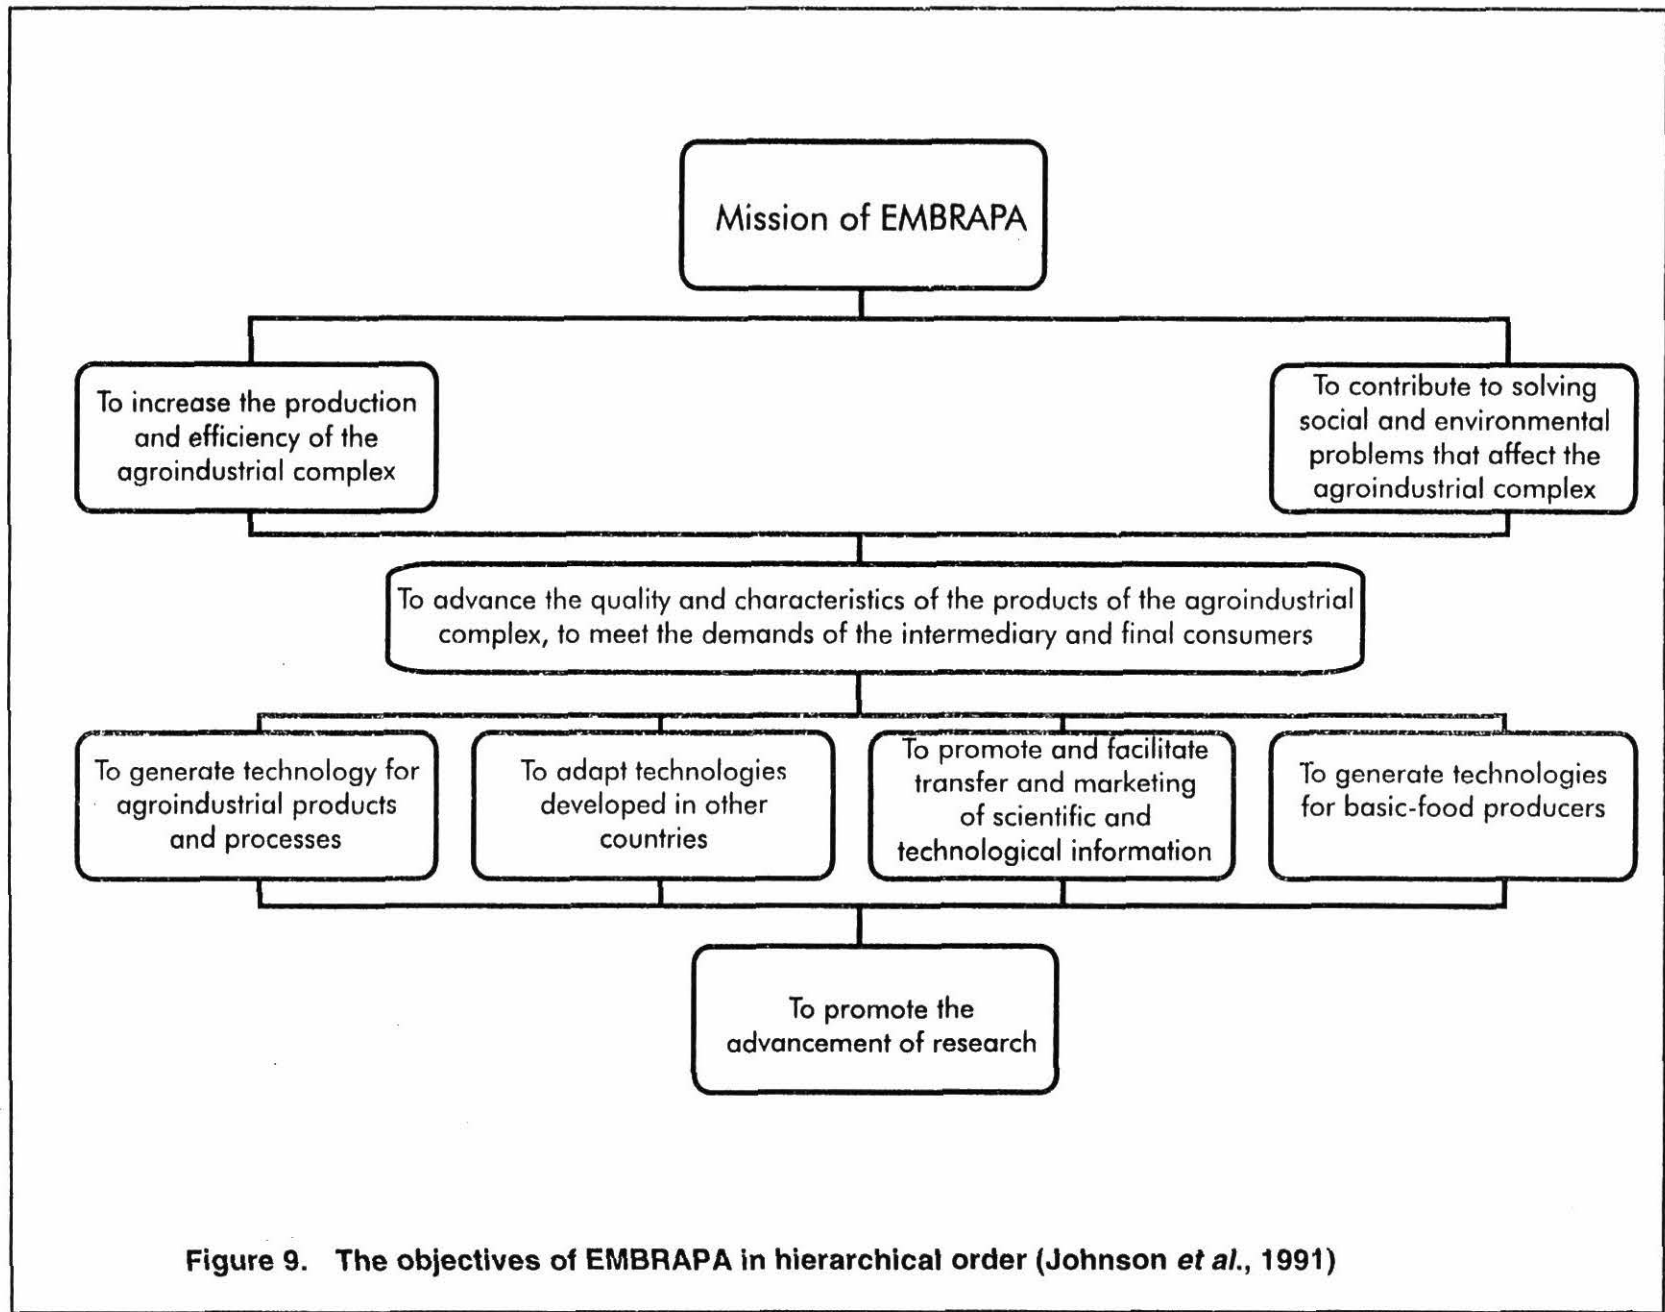 Mission of EMBRAPA
To increase the production
and efficiency of the
agroindustrial complex
To contribute to solving
social and environmental
problems that affect the
agroindustrial complex
To advance the quality and characteristics of the products of the agroindustrial
complex, to meet the demands of the intermediary and final consumers
To generate technology for
agroindustrial products
and processes
To adapt technologies
developed in other
countries
To promote and facilitate
transfer and marketing
of scientific and
technological information
To generate technologies
for basic-food producers
To promote the
advancement of research
Figure 9. The objectives of EMBRAPA in hierarchical order (Johnson et al., 1991)